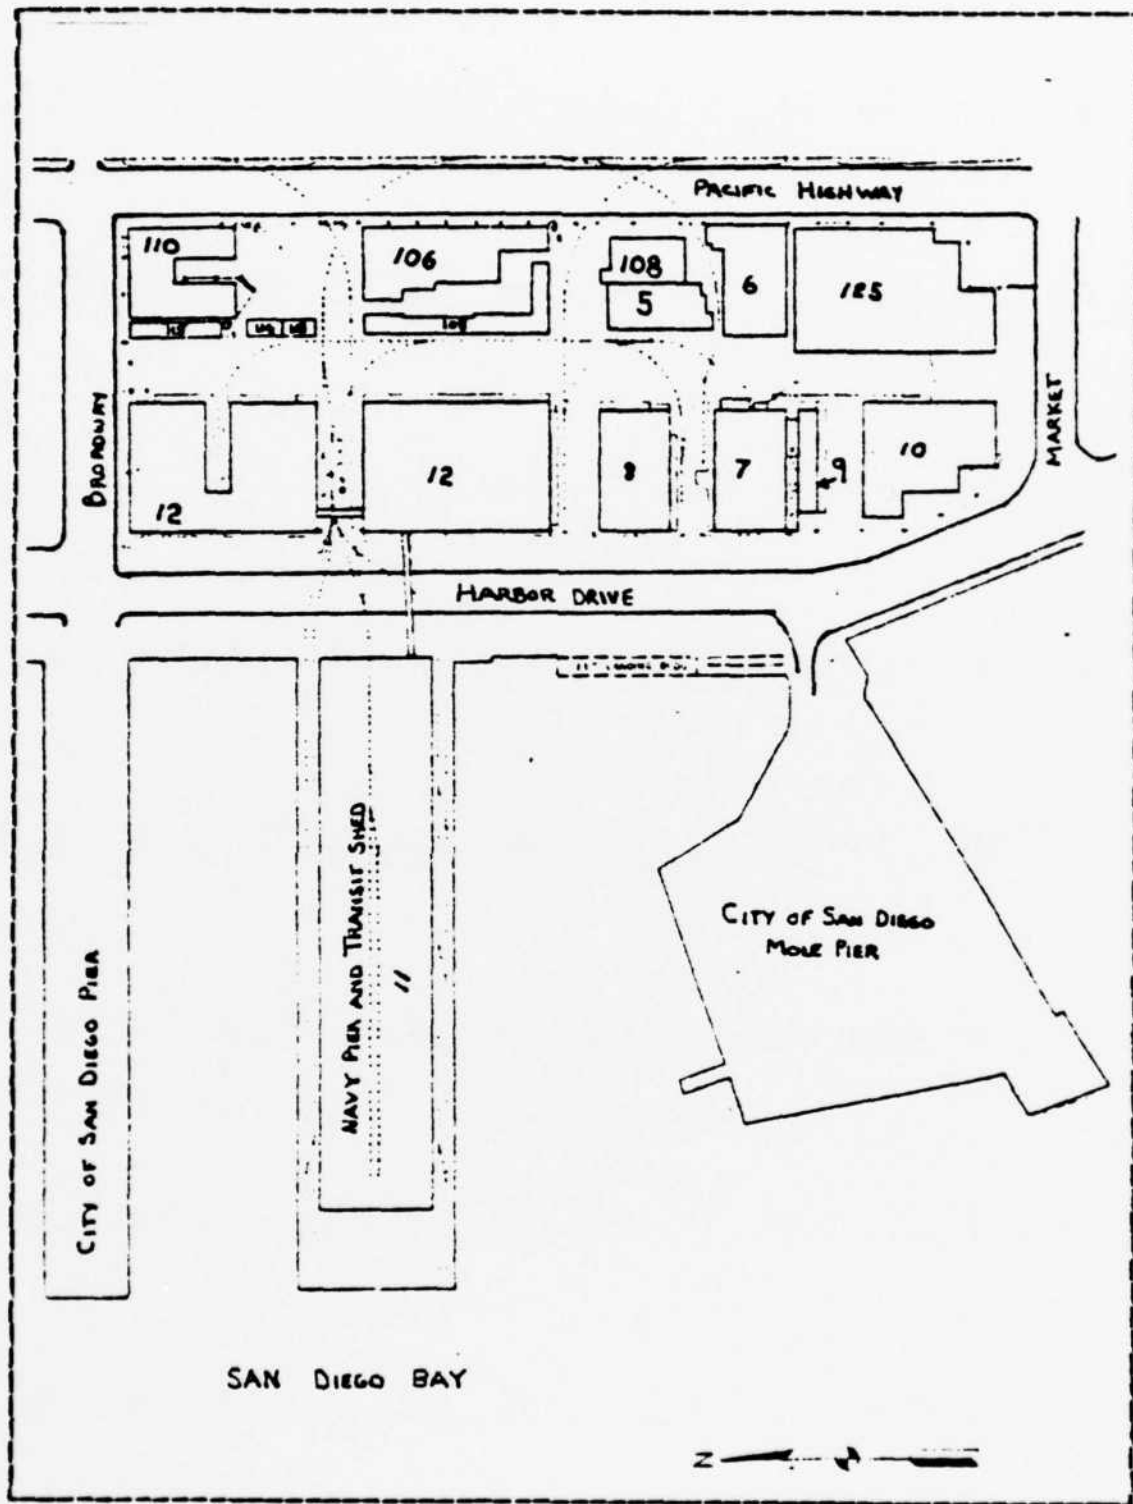 PACIFIC HIGHWAY
110
106
108
5
6
125
BROADWAY
MARKET
12
12
8
7
9
10
HARBOR DRIVE
NAVY PIER AND TRANSIT SHED
11
CITY OF SAN DIEGO PIER
CITY OF SAN DIEGO
MOLE PIER
SAN DIEGO BAY
N